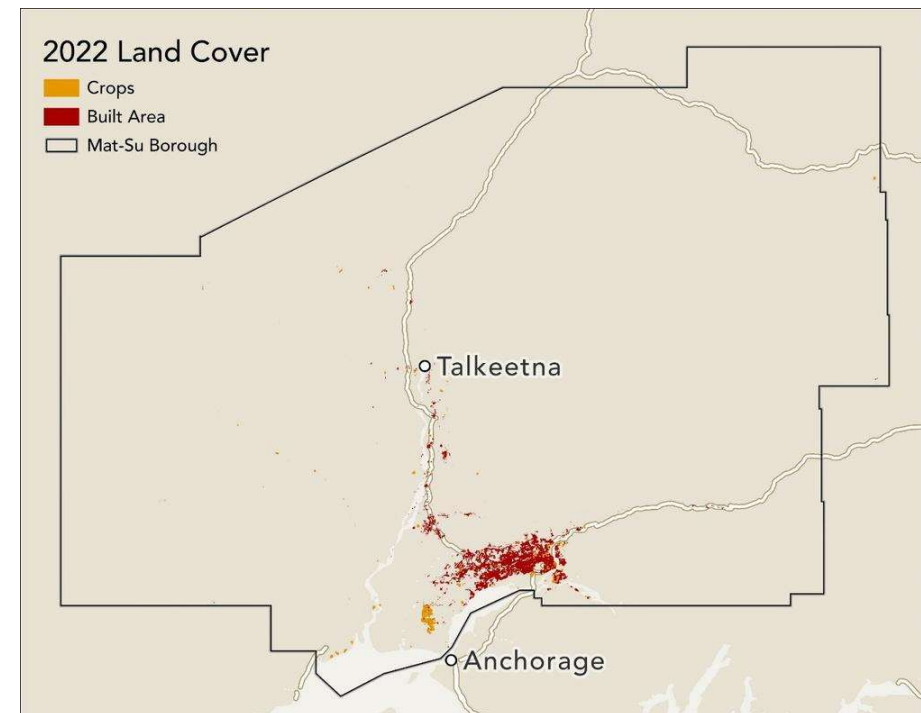 2022 Land Cover
Crops
Built Area
Mat-Su Borough
Talkeetna
Anchorage